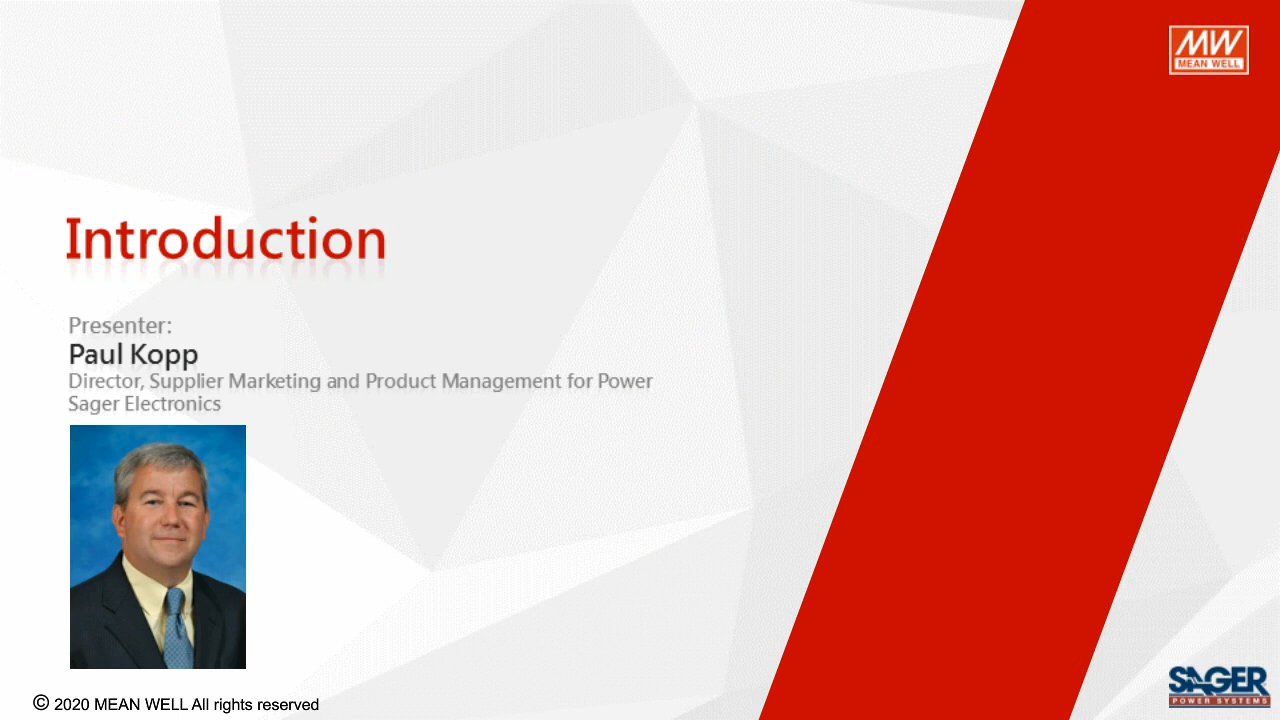 MW
MEAN WELL
Introduction
Presenter:
Paul Kopp
Director, Supplier Marketing and Product Management for Power
Sager Electronics
© 2020 MEAN WELL All rights reserved
SAGER
POWER SYSTEMS